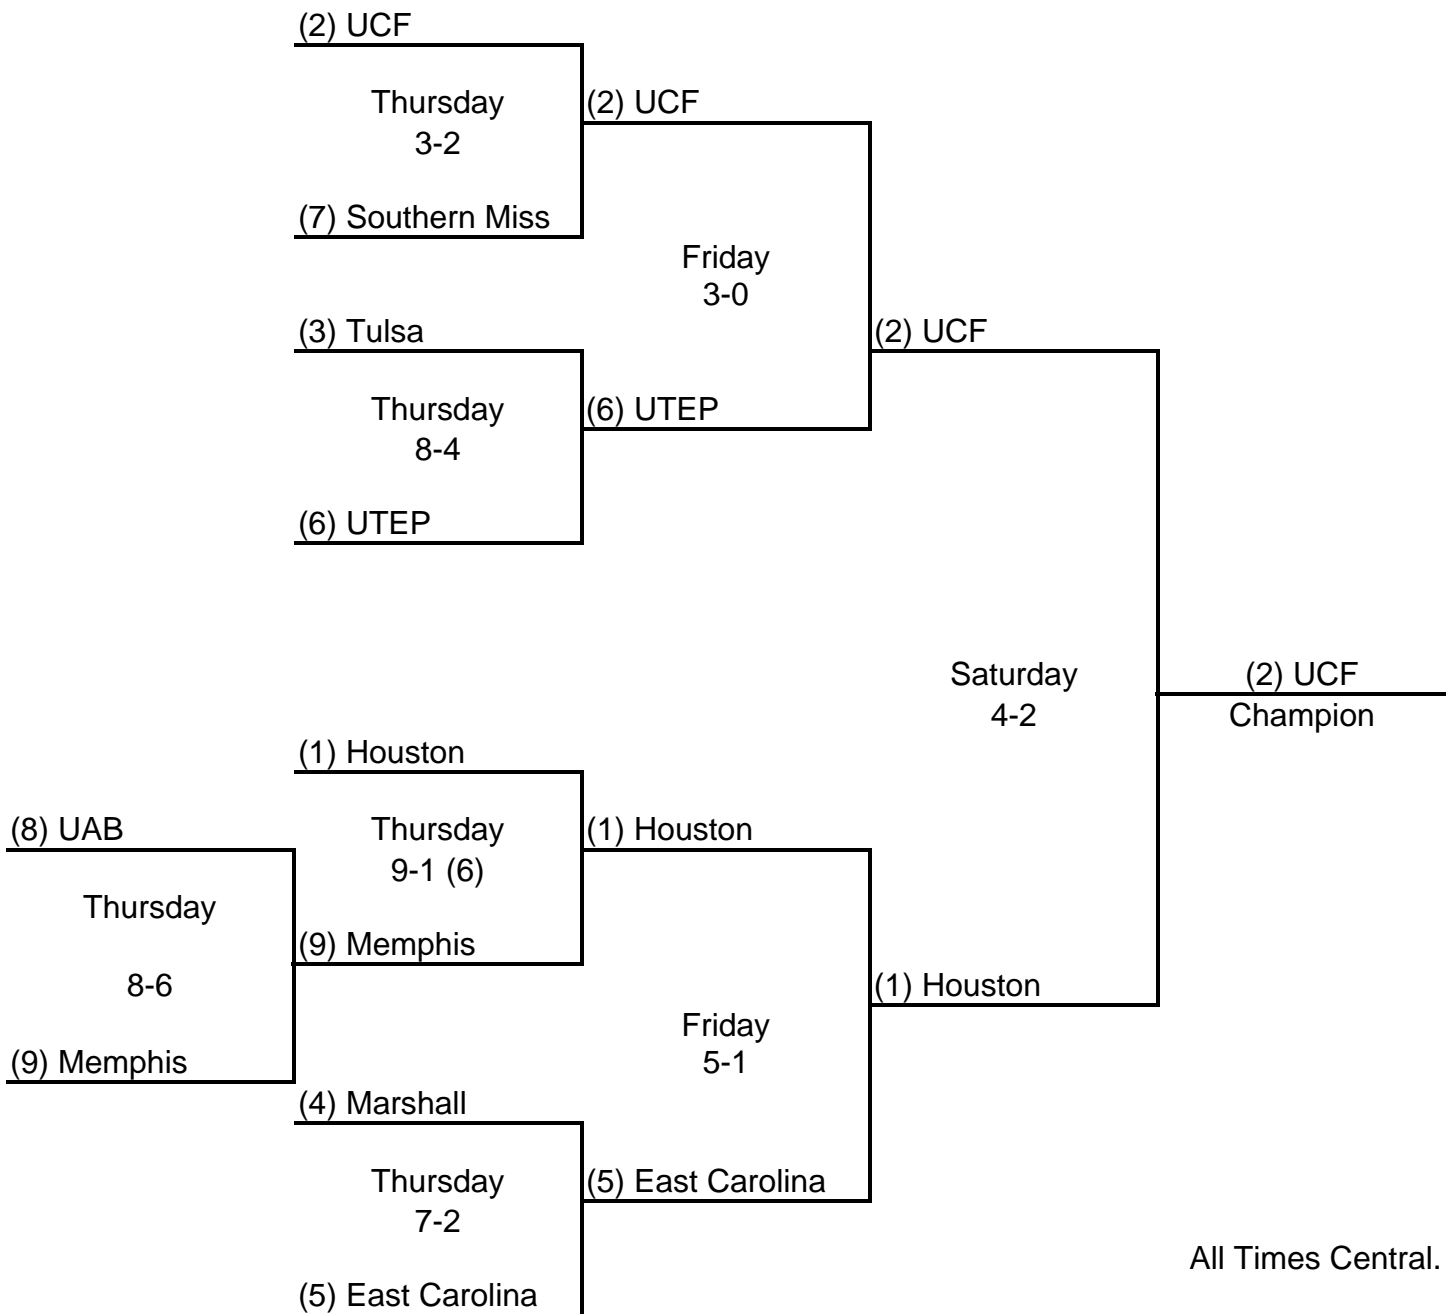 (2) UCF
Thursday
3-2
(2) UCF
(7) Southern Miss
Friday
3-0
(3) Tulsa
(2) UCF
Thursday
8-4
(6) UTEP
(6) UTEP
Saturday
4-2
(2) UCF
Champion
(1) Houston
(8) UAB
Thursday
9-1 (6)
(1) Houston
Thursday
(9) Memphis
8-6
(1) Houston
Friday
5-1
(9) Memphis
(4) Marshall
Thursday
7-2
(5) East Carolina
All Times Central.
(5) East Carolina